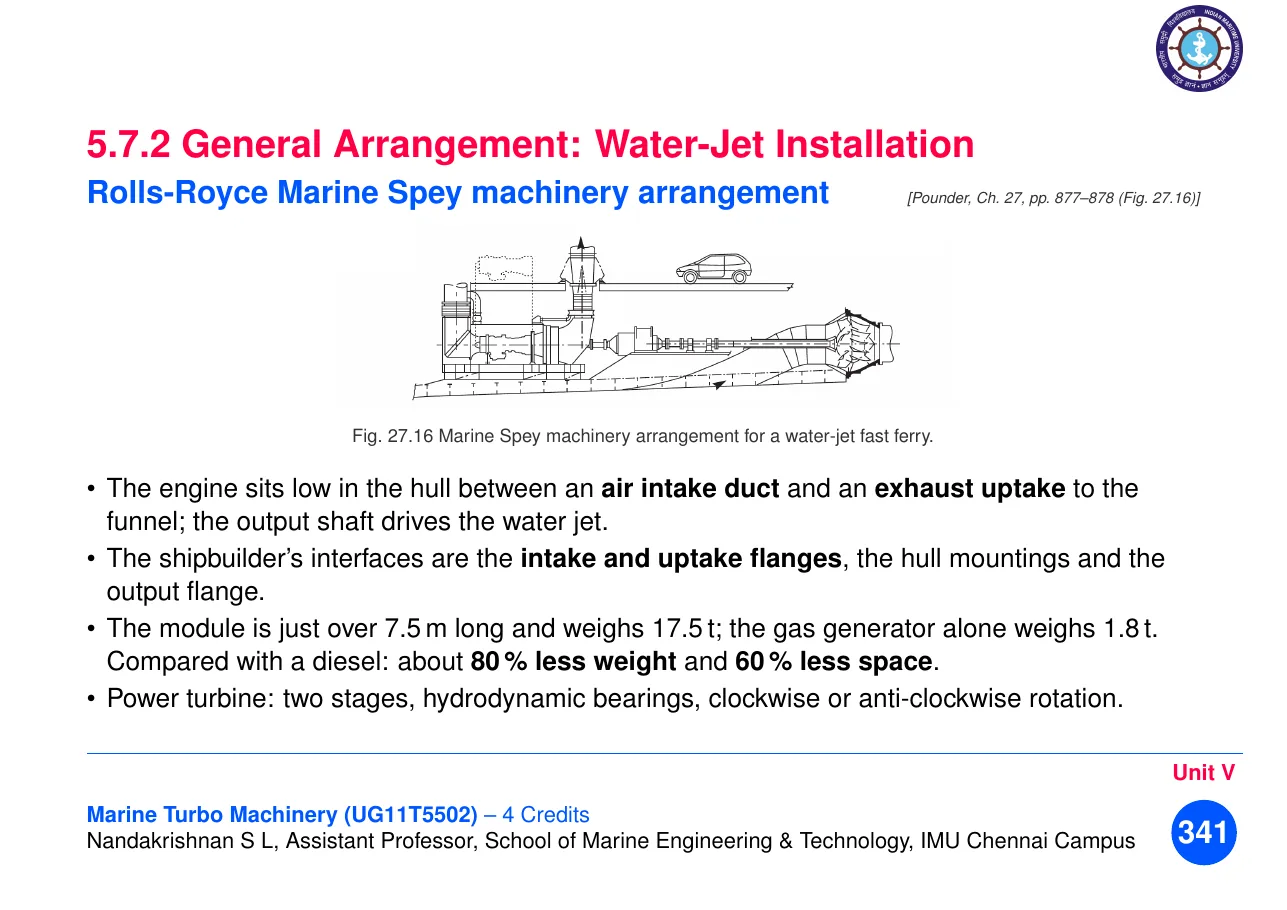 INDIAN MARITIME UNIVERSITY
5.7.2 General Arrangement: Water-Jet Installation
Rolls-Royce Marine Spey machinery arrangement
[Pounder, Ch. 27, pp. 877–878 (Fig. 27.16)]
Fig. 27.16 Marine Spey machinery arrangement for a water-jet fast ferry.
• The engine sits low in the hull between an air intake duct and an exhaust uptake to the
funnel; the output shaft drives the water jet.
• The shipbuilder’s interfaces are the intake and uptake flanges, the hull mountings and the
output flange.
• The module is just over 7.5 m long and weighs 17.5 t; the gas generator alone weighs 1.8 t.
Compared with a diesel: about 80 % less weight and 60 % less space.
• Power turbine: two stages, hydrodynamic bearings, clockwise or anti-clockwise rotation.
Unit V
Marine Turbo Machinery (UG11T5502) – 4 Credits
Nandakrishnan S L, Assistant Professor, School of Marine Engineering & Technology, IMU Chennai Campus
341